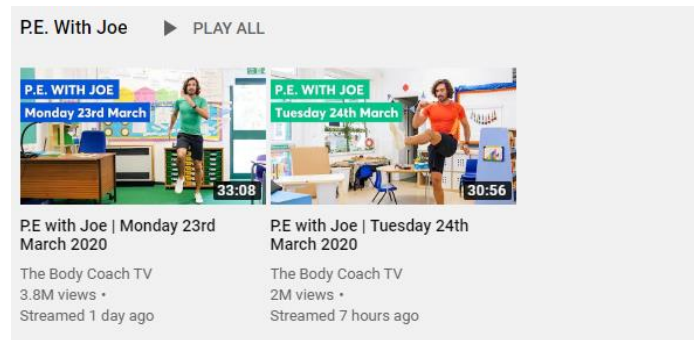 P.E. With Joe
PLAY ALL
P.E. WITH JOE
Monday 23rd March
33:08
P.E with Joe | Monday 23rd
March 2020
The Body Coach TV
3.8M views •
Streamed 1 day ago
P.E. WITH JOE
Tuesday 24th March
30:56
P.E with Joe | Tuesday 24th
March 2020
The Body Coach TV
2M views •
Streamed 7 hours ago